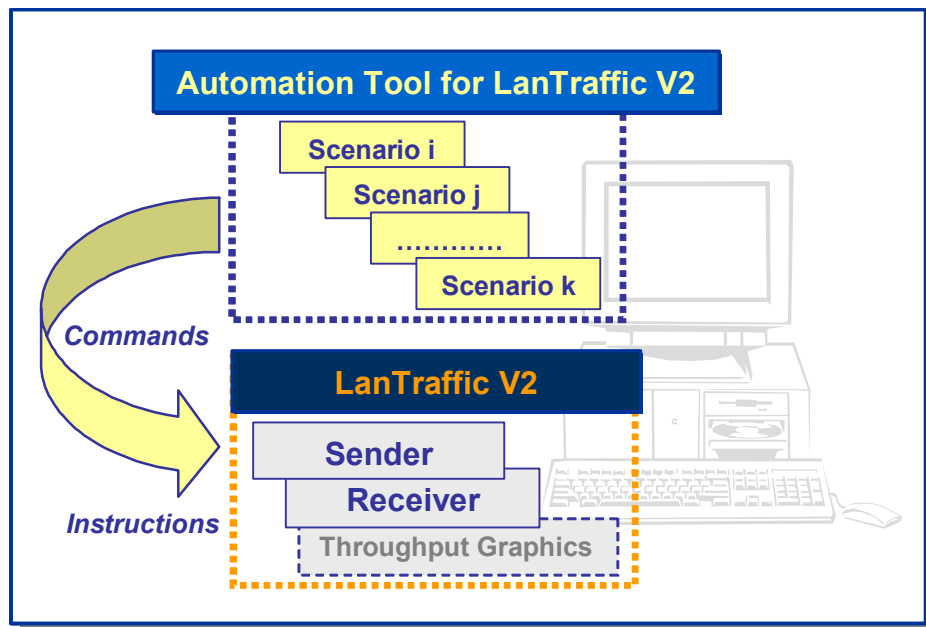 Automation Tool for LanTraffic V2
Scenario i
Scenario j
............
Scenario k
Commands
LanTraffic V2
Sender
Receiver
Instructions
Throughput Graphics